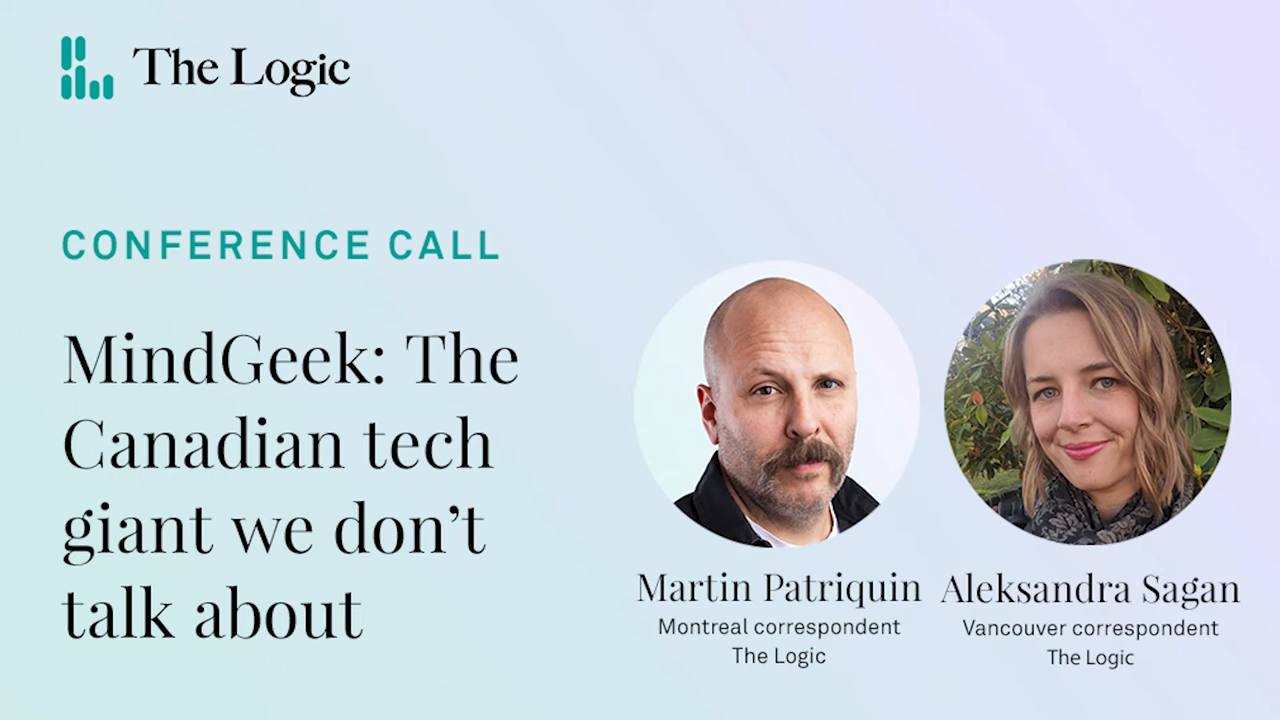 The Logic
CONFERENCE CALL
MindGeek: The
Canadian tech
giant we don’t
talk about
Martin Patriquin
Montreal correspondent
The Logic
Aleksandra Sagan
Vancouver correspondent
The Logic